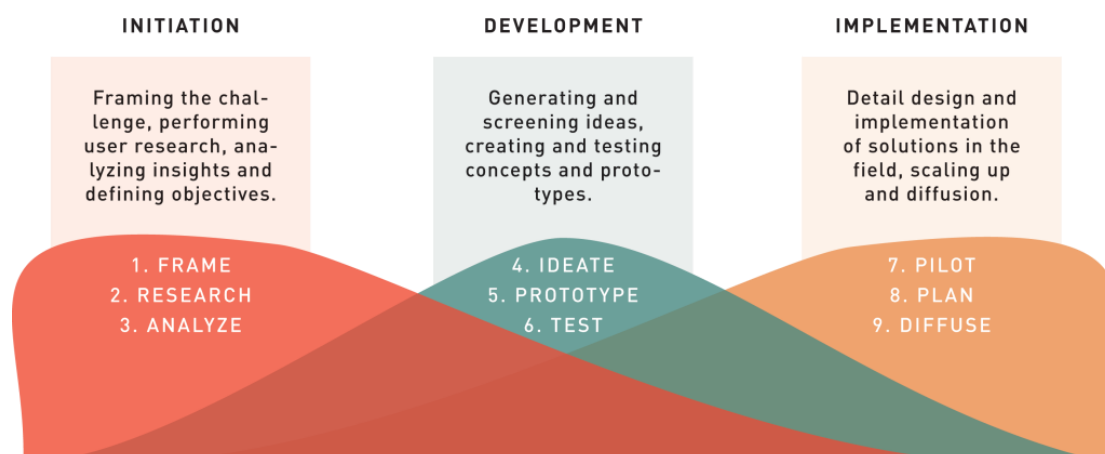 INITIATION
Framing the chal-
lenge, performing
user research, ana-
lyzing insights and
defining objectives.
1. FRAME
2. RESEARCH
3. ANALYZE
DEVELOPMENT
Generating and
screening ideas,
creating and testing
concepts and proto-
types.
4. IDEATE
5. PROTOTYPE
6. TEST
IMPLEMENTATION
Detail design and
implementation
of solutions in the
field, scaling up
and diffusion.
7. PILOT
8. PLAN
9. DIFFUSE